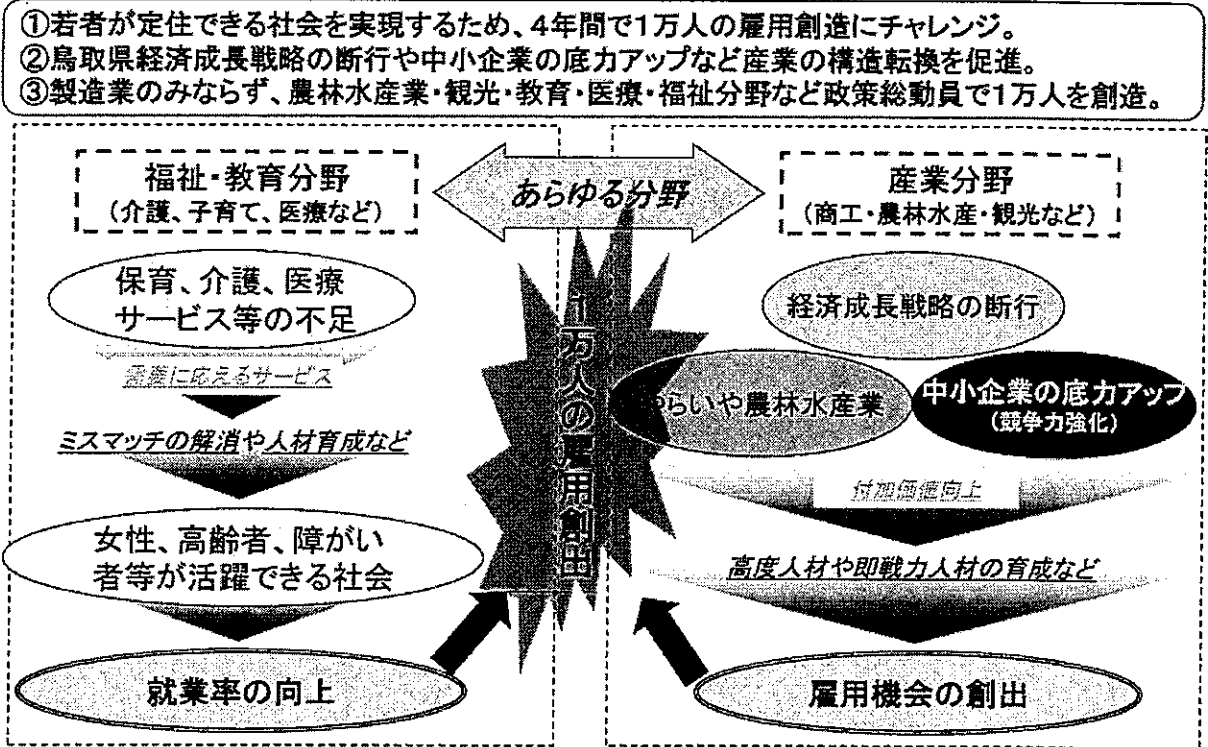 ①若者が定住できる社会を実現するため、4年間で1万人の雇用創造にチャレンジ。
②鳥取県経済成長戦略の断行や中小企業の底力アップなど産業の構造転換を促進。
③製造業のみならず、農林水産業・観光・教育・医療・福祉分野など政策総動員で1万人を創造。
福祉・教育分野
(介護、子育て、医療など)
あらゆる分野
産業分野
(商工・農林水産・観光など)
保育、介護、医療
サービス等の不足
需要に応えるサービス
ミスマッチの解消や人材育成など
女性、高齢者、障がい
者等が活躍できる社会
就業率の向上
1万人の雇用創出
経済成長戦略の断行
らいや農林水産業
中小企業の底力アップ
(競争力強化)
付加価値向上
高度人材や即戦力人材の育成など
雇用機会の創出